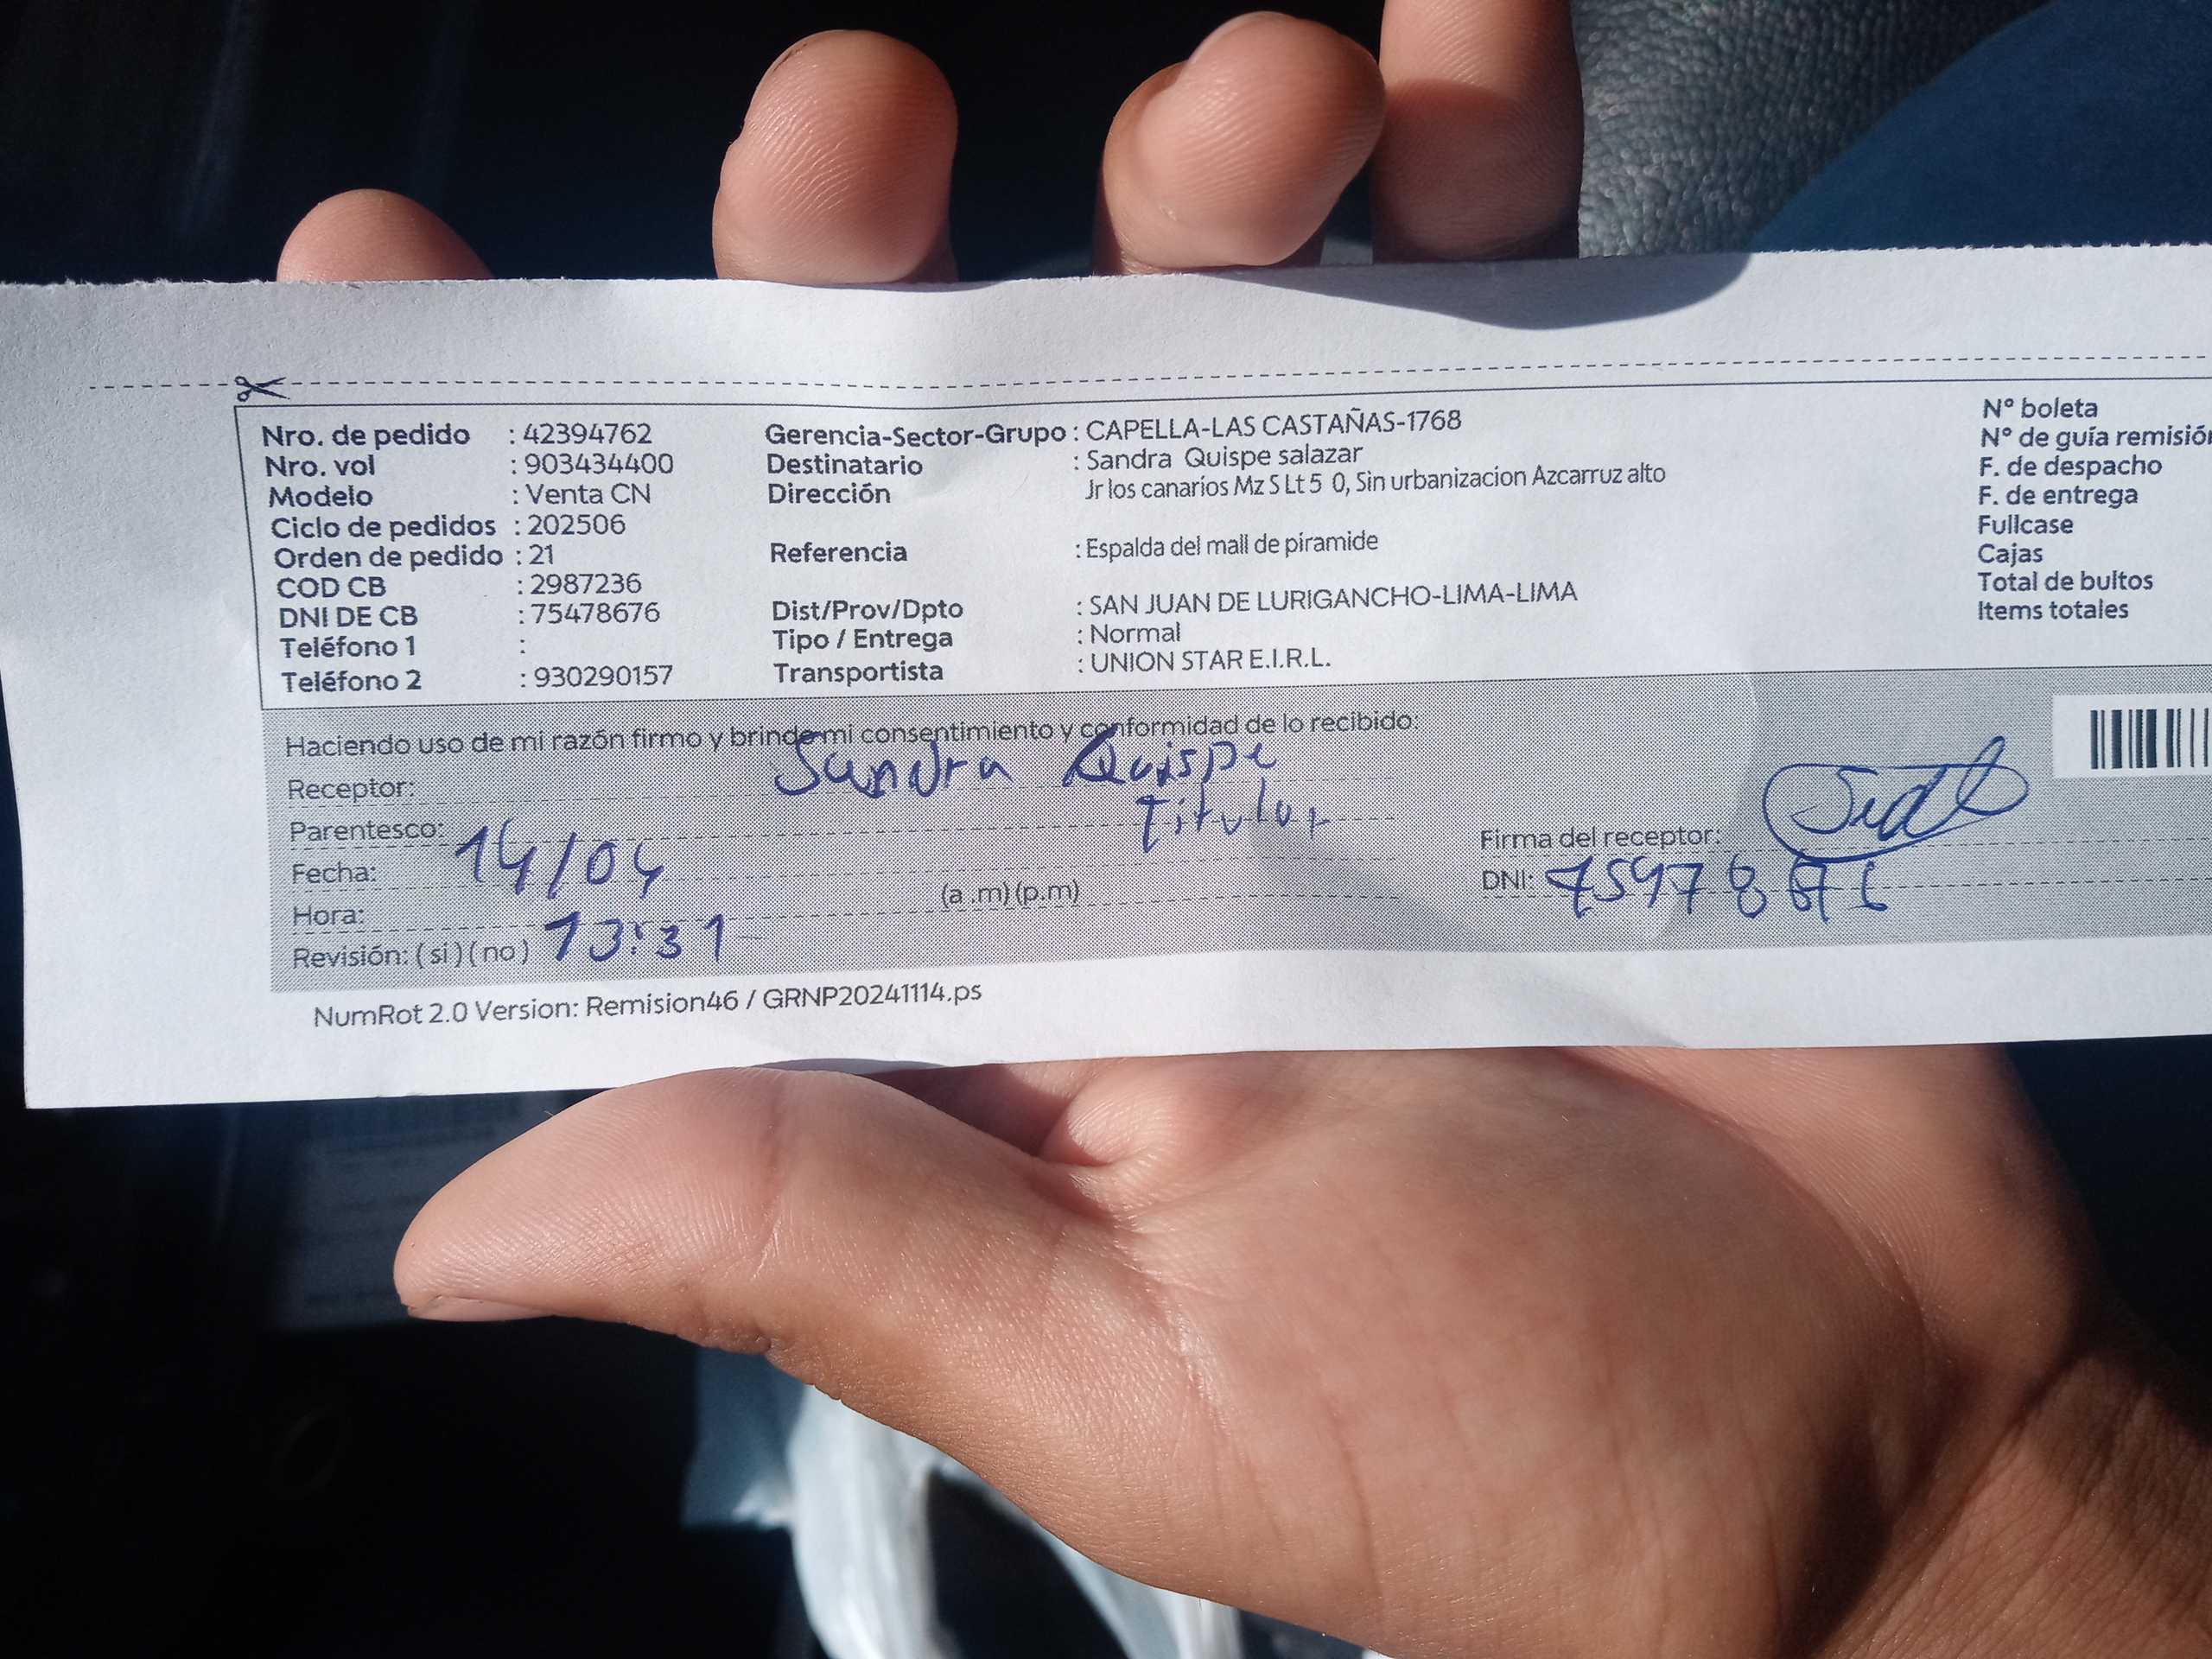 Nro. de pedido : 42394762 Gerencia-Sector-Grupo : CAPELLA-LAS CASTAÑAS-1768 Nº boleta
Nro. vol : 903434400 Destinatario : Sandra Quispe salazar Nº de guía remisión
Modelo : Venta CN Dirección Jr los canarios Mz S Lt 5 0, Sin urbanizacion Azcarruz alto F. de despacho
Ciclo de pedidos : 202506 F. de entrega
Orden de pedido : 21 Referencia : Espalda del mall de piramide Fullcase
COD CB : 2987236 Cajas
DNI DE CB : 75478676 Dist/Prov/Dpto : SAN JUAN DE LURIGANCHO-LIMA-LIMA Total de bultos
Teléfono 1 : Tipo / Entrega : Normal Items totales
Teléfono 2 : 930290157 Transportista : UNION STAR E.I.R.L.
Haciendo uso de mi razón firmo y brindo mi consentimiento y conformidad de lo recibido:
Receptor: Sandra Quispe
Parentesco: Titular
Firma del receptor:
Fecha: 14/04
DNI:
Hora: (a .m) (p.m)
Revisión: ( si ) ( no ) 13:31
NumRot 2.0 Version: Remision46 / GRNP20241114.ps